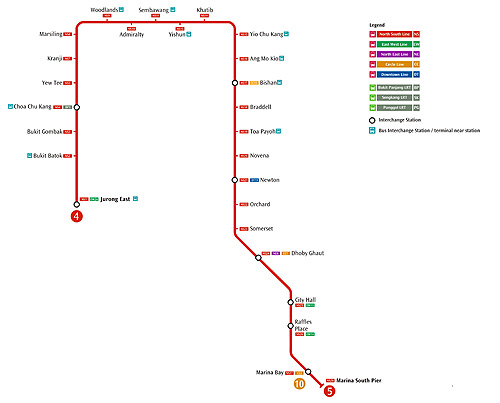 Woodlands
Sembawang
Khatib
Admiralty
Yishun
Marsiling
Kranji
Yew Tee
Choa Chu Kang
Bukit Gombak
Bukit Batok
Jurong East
4
Yio Chu Kang
Ang Mo Kio
Bishan
Braddell
Toa Payoh
Novena
Newton
Orchard
Somerset
Dhoby Ghaut
City Hall
Raffles
Place
Marina Bay
10
Marina South Pier
5
Legend
North South Line NS
East West Line EW
North East Line NE
Circle Line CC
Downtown Line DT
Bukit Panjang LRT BP
Sengkang LRT
Punggol LRT PG
Interchange Station
Bus Interchange Station / terminal near station